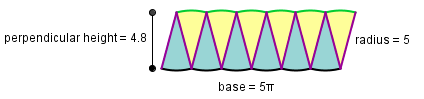 perpendicular height = 4.8
radius = 5
base = 5π